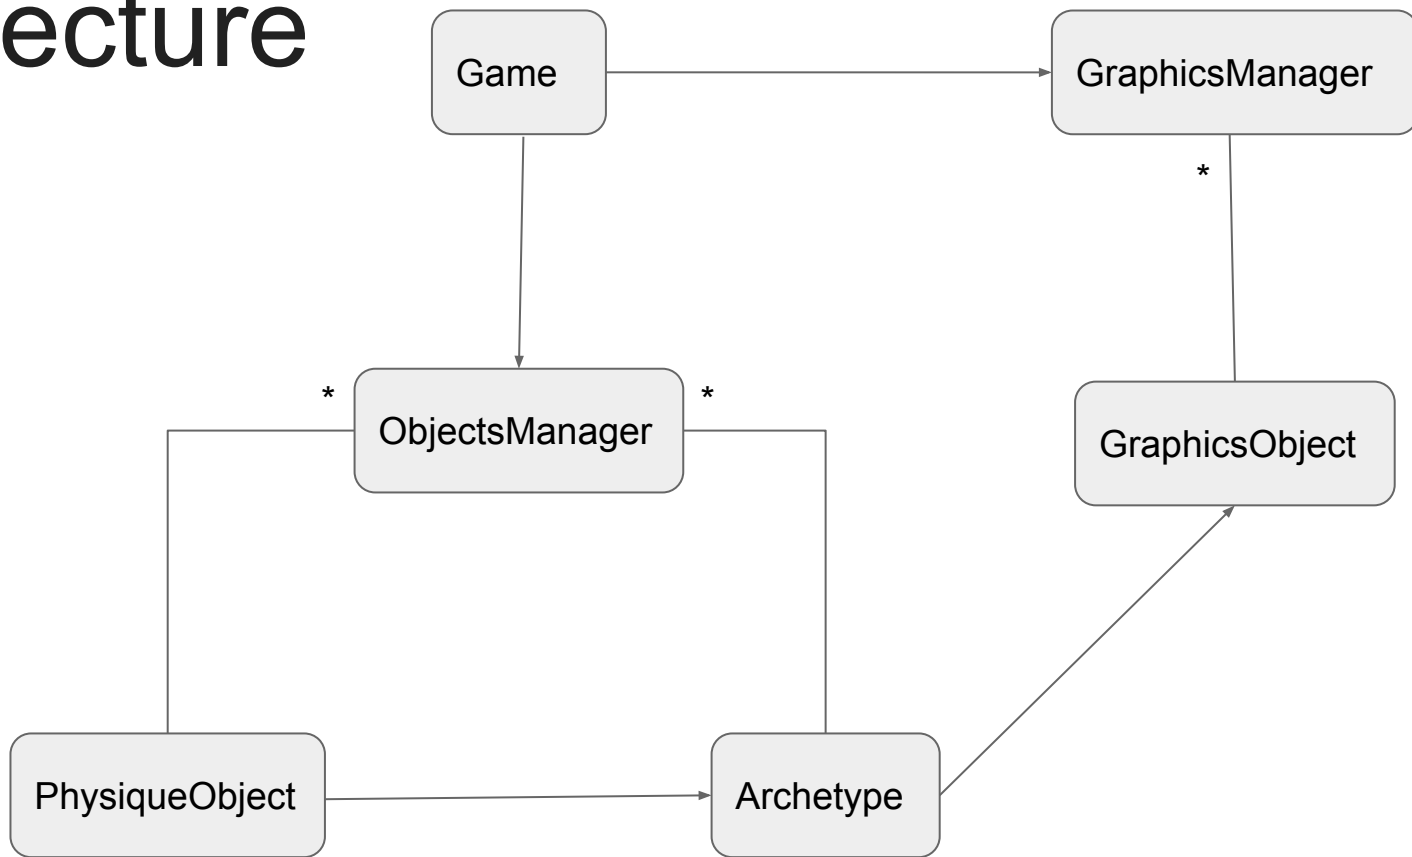 ecture
Game
GraphicsManager
*
*
*
ObjectsManager
GraphicsObject
PhysiqueObject
Archetype